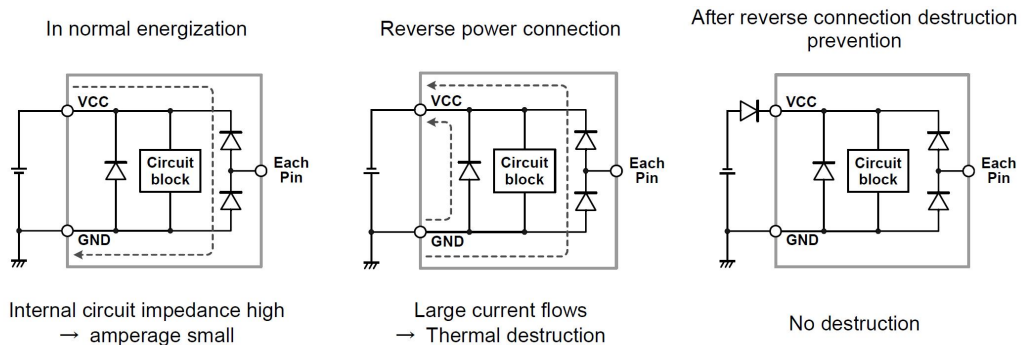 In normal energization
VCC
Circuit
block
Each
Pin
GND
Internal circuit impedance high
→ amperage small
Reverse power connection
VCC
Circuit
block
Each
Pin
GND
Large current flows
→ Thermal destruction
After reverse connection destruction
prevention
VCC
Circuit
block
Each
Pin
GND
No destruction